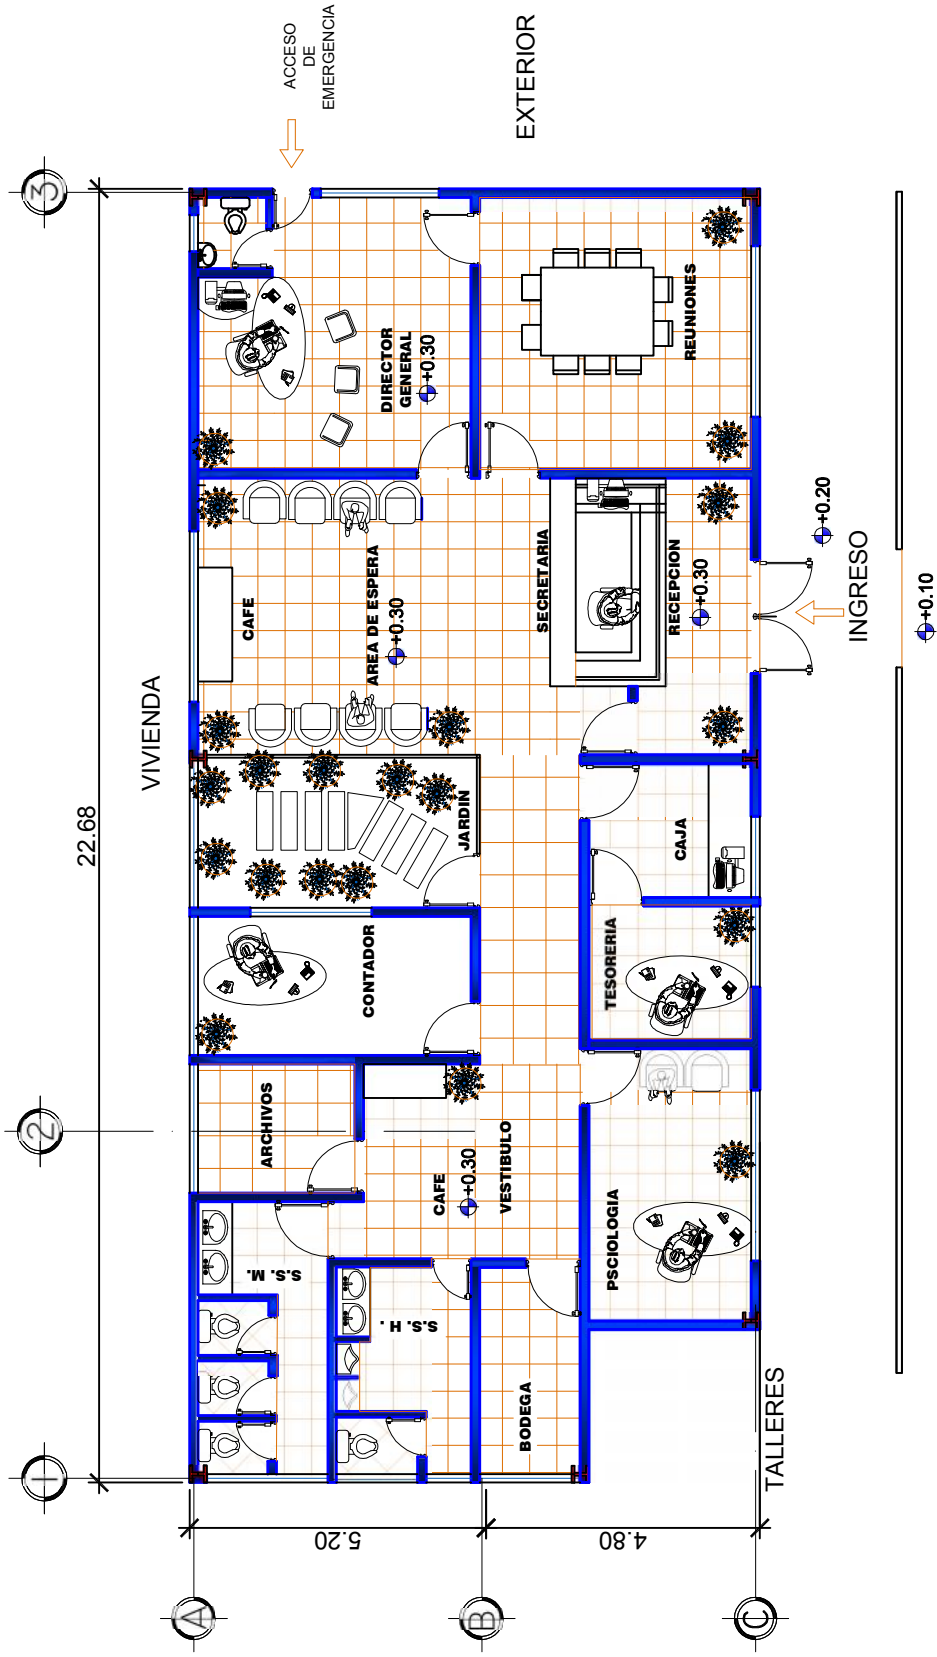 ACCESO
DE
EMERGENCIA
EXTERIOR
3
22.68
VIVIENDA
DIRECTOR
GENERAL
+0.30
REUNIONES
CAFE
AREA DE ESPERA
+0.30
SECRETARIA
RECEPCION
+0.30
+0.20
INGRESO
+0.10
JARDIN
CAJA
CONTADOR
TESORERIA
2
ARCHIVOS
CAFE
+0.30
VESTIBULO
PSCIOLOGIA
S.S. M.
S.S. H .
BODEGA
TALLERES
1
5.20
4.80
A
B
C